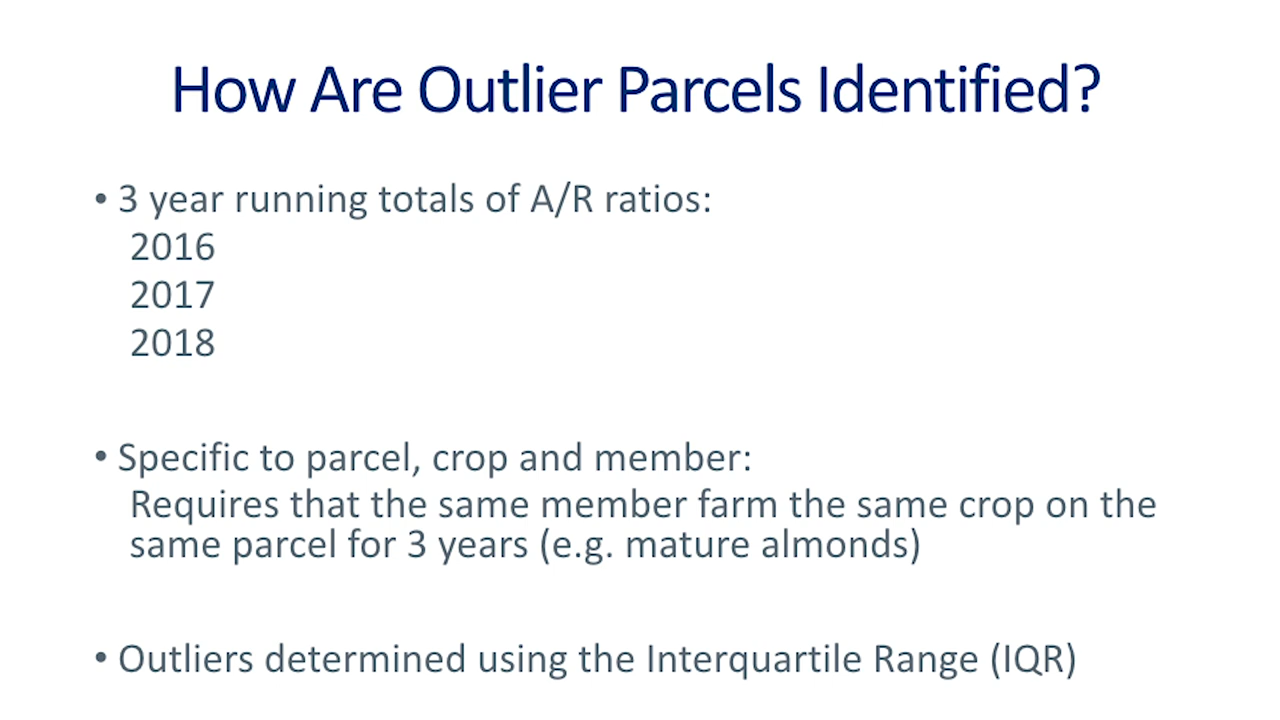 How Are Outlier Parcels Identified?
• 3 year running totals of A/R ratios:
2016
2017
2018
• Specific to parcel, crop and member:
Requires that the same member farm the same crop on the
same parcel for 3 years (e.g. mature almonds)
• Outliers determined using the Interquartile Range (IQR)